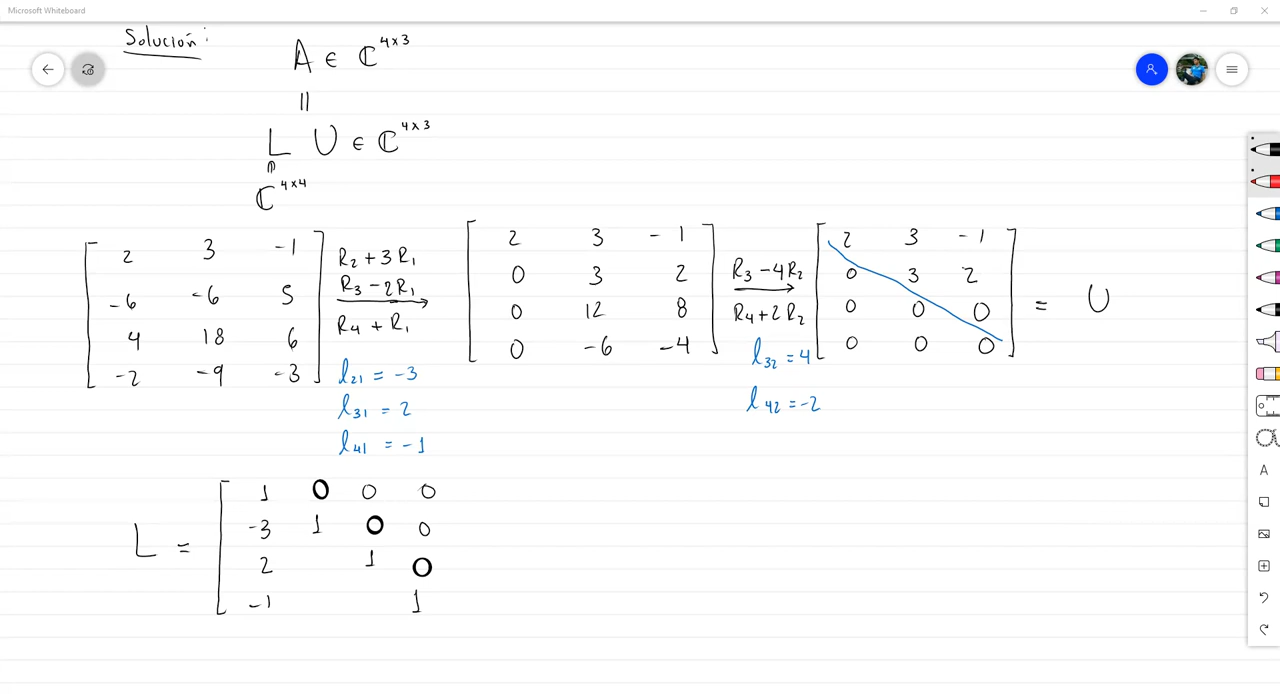 Microsoft Whiteboard
Solución:
A ∈ ℂ^{4×3}
=
L U ∈ ℂ^{4×3}
⇑
ℂ^{4×4}
[ 2 3 -1 ; -6 -6 5 ; 4 18 6 ; -2 -9 -3 ]
R₂ + 3R₁
R₃ - 2R₁
→
R₄ + R₁
l₂₁ = -3
l₃₁ = 2
l₄₁ = -1
[ 2 3 -1 ; 0 3 2 ; 0 12 8 ; 0 -6 -4 ]
R₃ - 4R₂
→
R₄ + 2R₂
l₃₂ = 4
l₄₂ = -2
[ 2 3 -1 ; 0 3 2 ; 0 0 0 ; 0 0 0 ] = U
L =
1 0 0 0
-3 1 0 0
2 1 0
-1 1
A